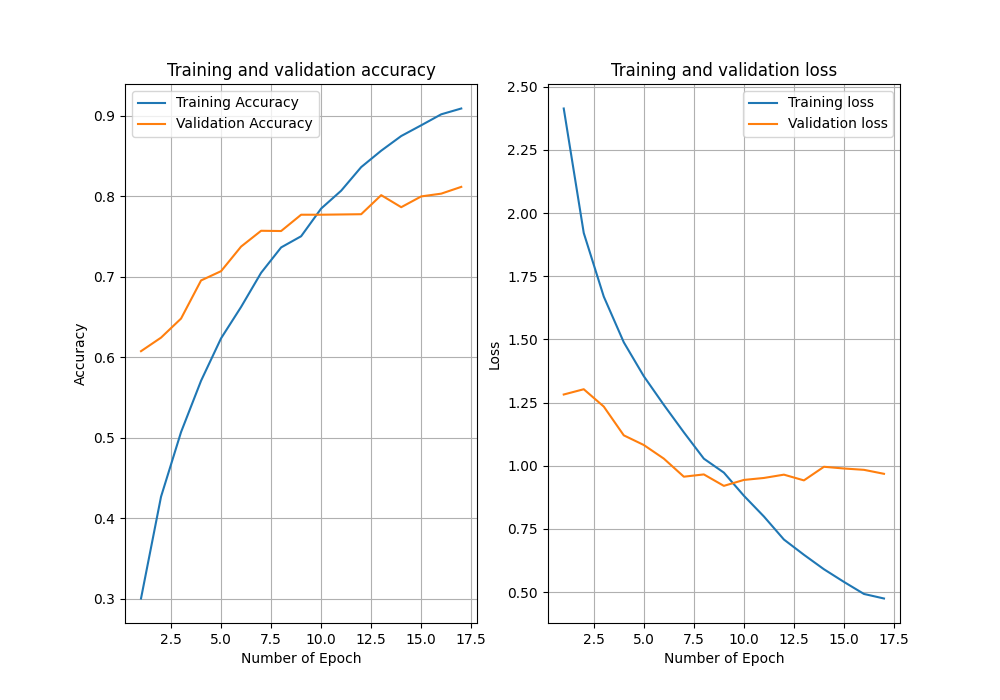 Training and validation accuracy
Training Accuracy
Validation Accuracy
0.9
0.8
0.7
0.6
0.5
0.4
0.3
Accuracy
2.5 5.0 7.5 10.0 12.5 15.0 17.5
Number of Epoch
Training and validation loss
Training loss
Validation loss
2.50
2.25
2.00
1.75
1.50
1.25
1.00
0.75
0.50
Loss
2.5 5.0 7.5 10.0 12.5 15.0 17.5
Number of Epoch